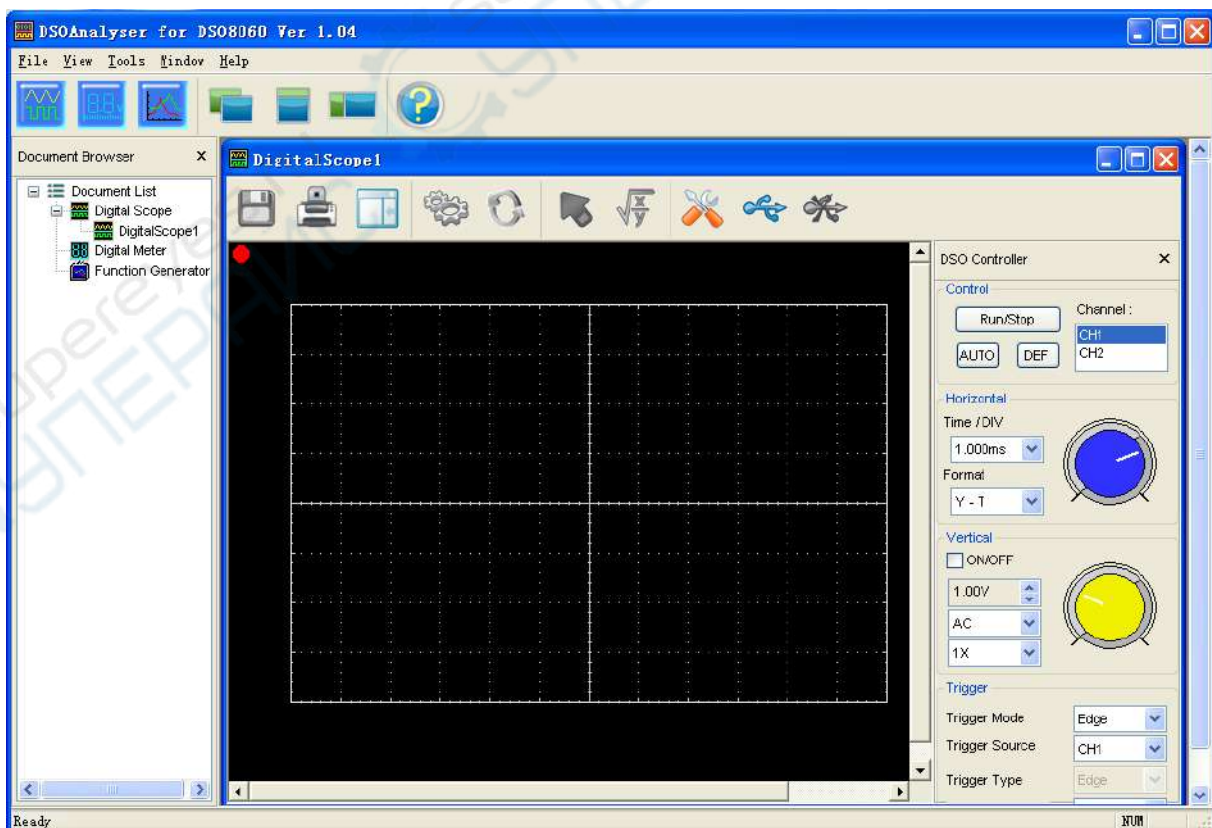 DSOAnalyser for DSO8060 Ver 1.04
File View Tools Window Help
Document Browser x
Document List
Digital Scope
DigitalScope1
Digital Meter
Function Generator
DigitalScope1
DSO Controller x
Control
Run/Stop
Channel :
AUTO DEF
CH1
CH2
Horizontal
Time /DIV
1.000ms
Format
Y - T
Vertical
ON/OFF
1.00V
AC
1X
Trigger
Trigger Mode Edge
Trigger Source CH1
Trigger Type Edge
Ready NUM